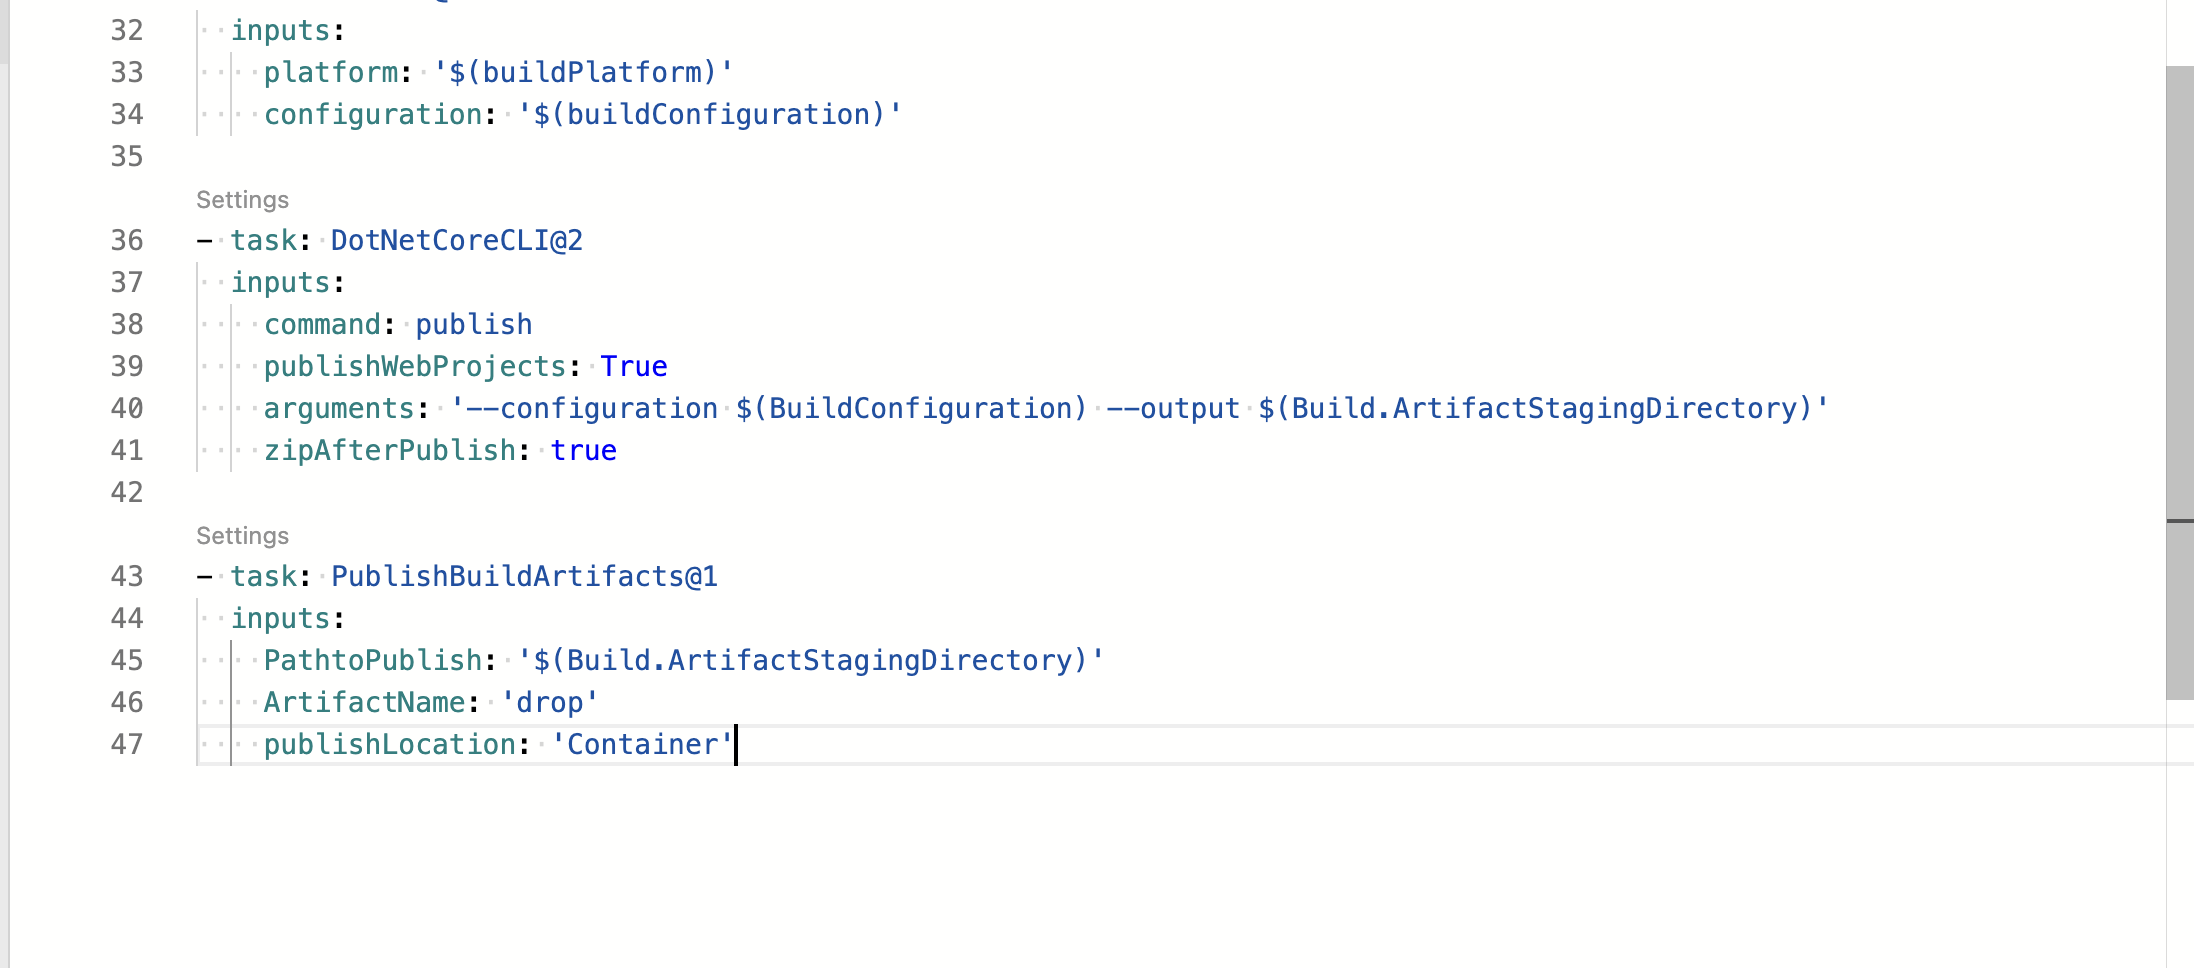 32 inputs:
33 platform: '$(buildPlatform)'
34 configuration: '$(buildConfiguration)'
35
Settings
36 - task: DotNetCoreCLI@2
37 inputs:
38 command: publish
39 publishWebProjects: True
40 arguments: '--configuration $(BuildConfiguration) --output $(Build.ArtifactStagingDirectory)'
41 zipAfterPublish: true
42
Settings
43 - task: PublishBuildArtifacts@1
44 inputs:
45 PathtoPublish: '$(Build.ArtifactStagingDirectory)'
46 ArtifactName: 'drop'
47 publishLocation: 'Container'